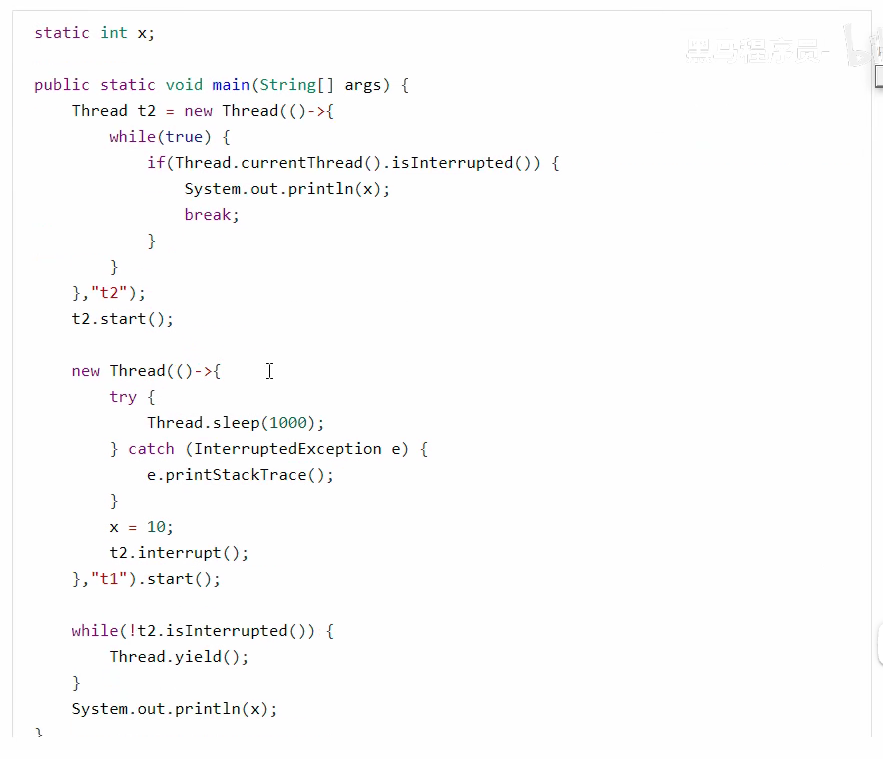 static int x;
黑马程序员-
public static void main(String[] args) {
    Thread t2 = new Thread(()->{
        while(true) {
            if(Thread.currentThread().isInterrupted()) {
                System.out.println(x);
                break;
            }
        }
    },"t2");
    t2.start();

    new Thread(()->{
        try {
            Thread.sleep(1000);
        } catch (InterruptedException e) {
            e.printStackTrace();
        }
        x = 10;
        t2.interrupt();
    },"t1").start();

    while(!t2.isInterrupted()) {
        Thread.yield();
    }
    System.out.println(x);
}